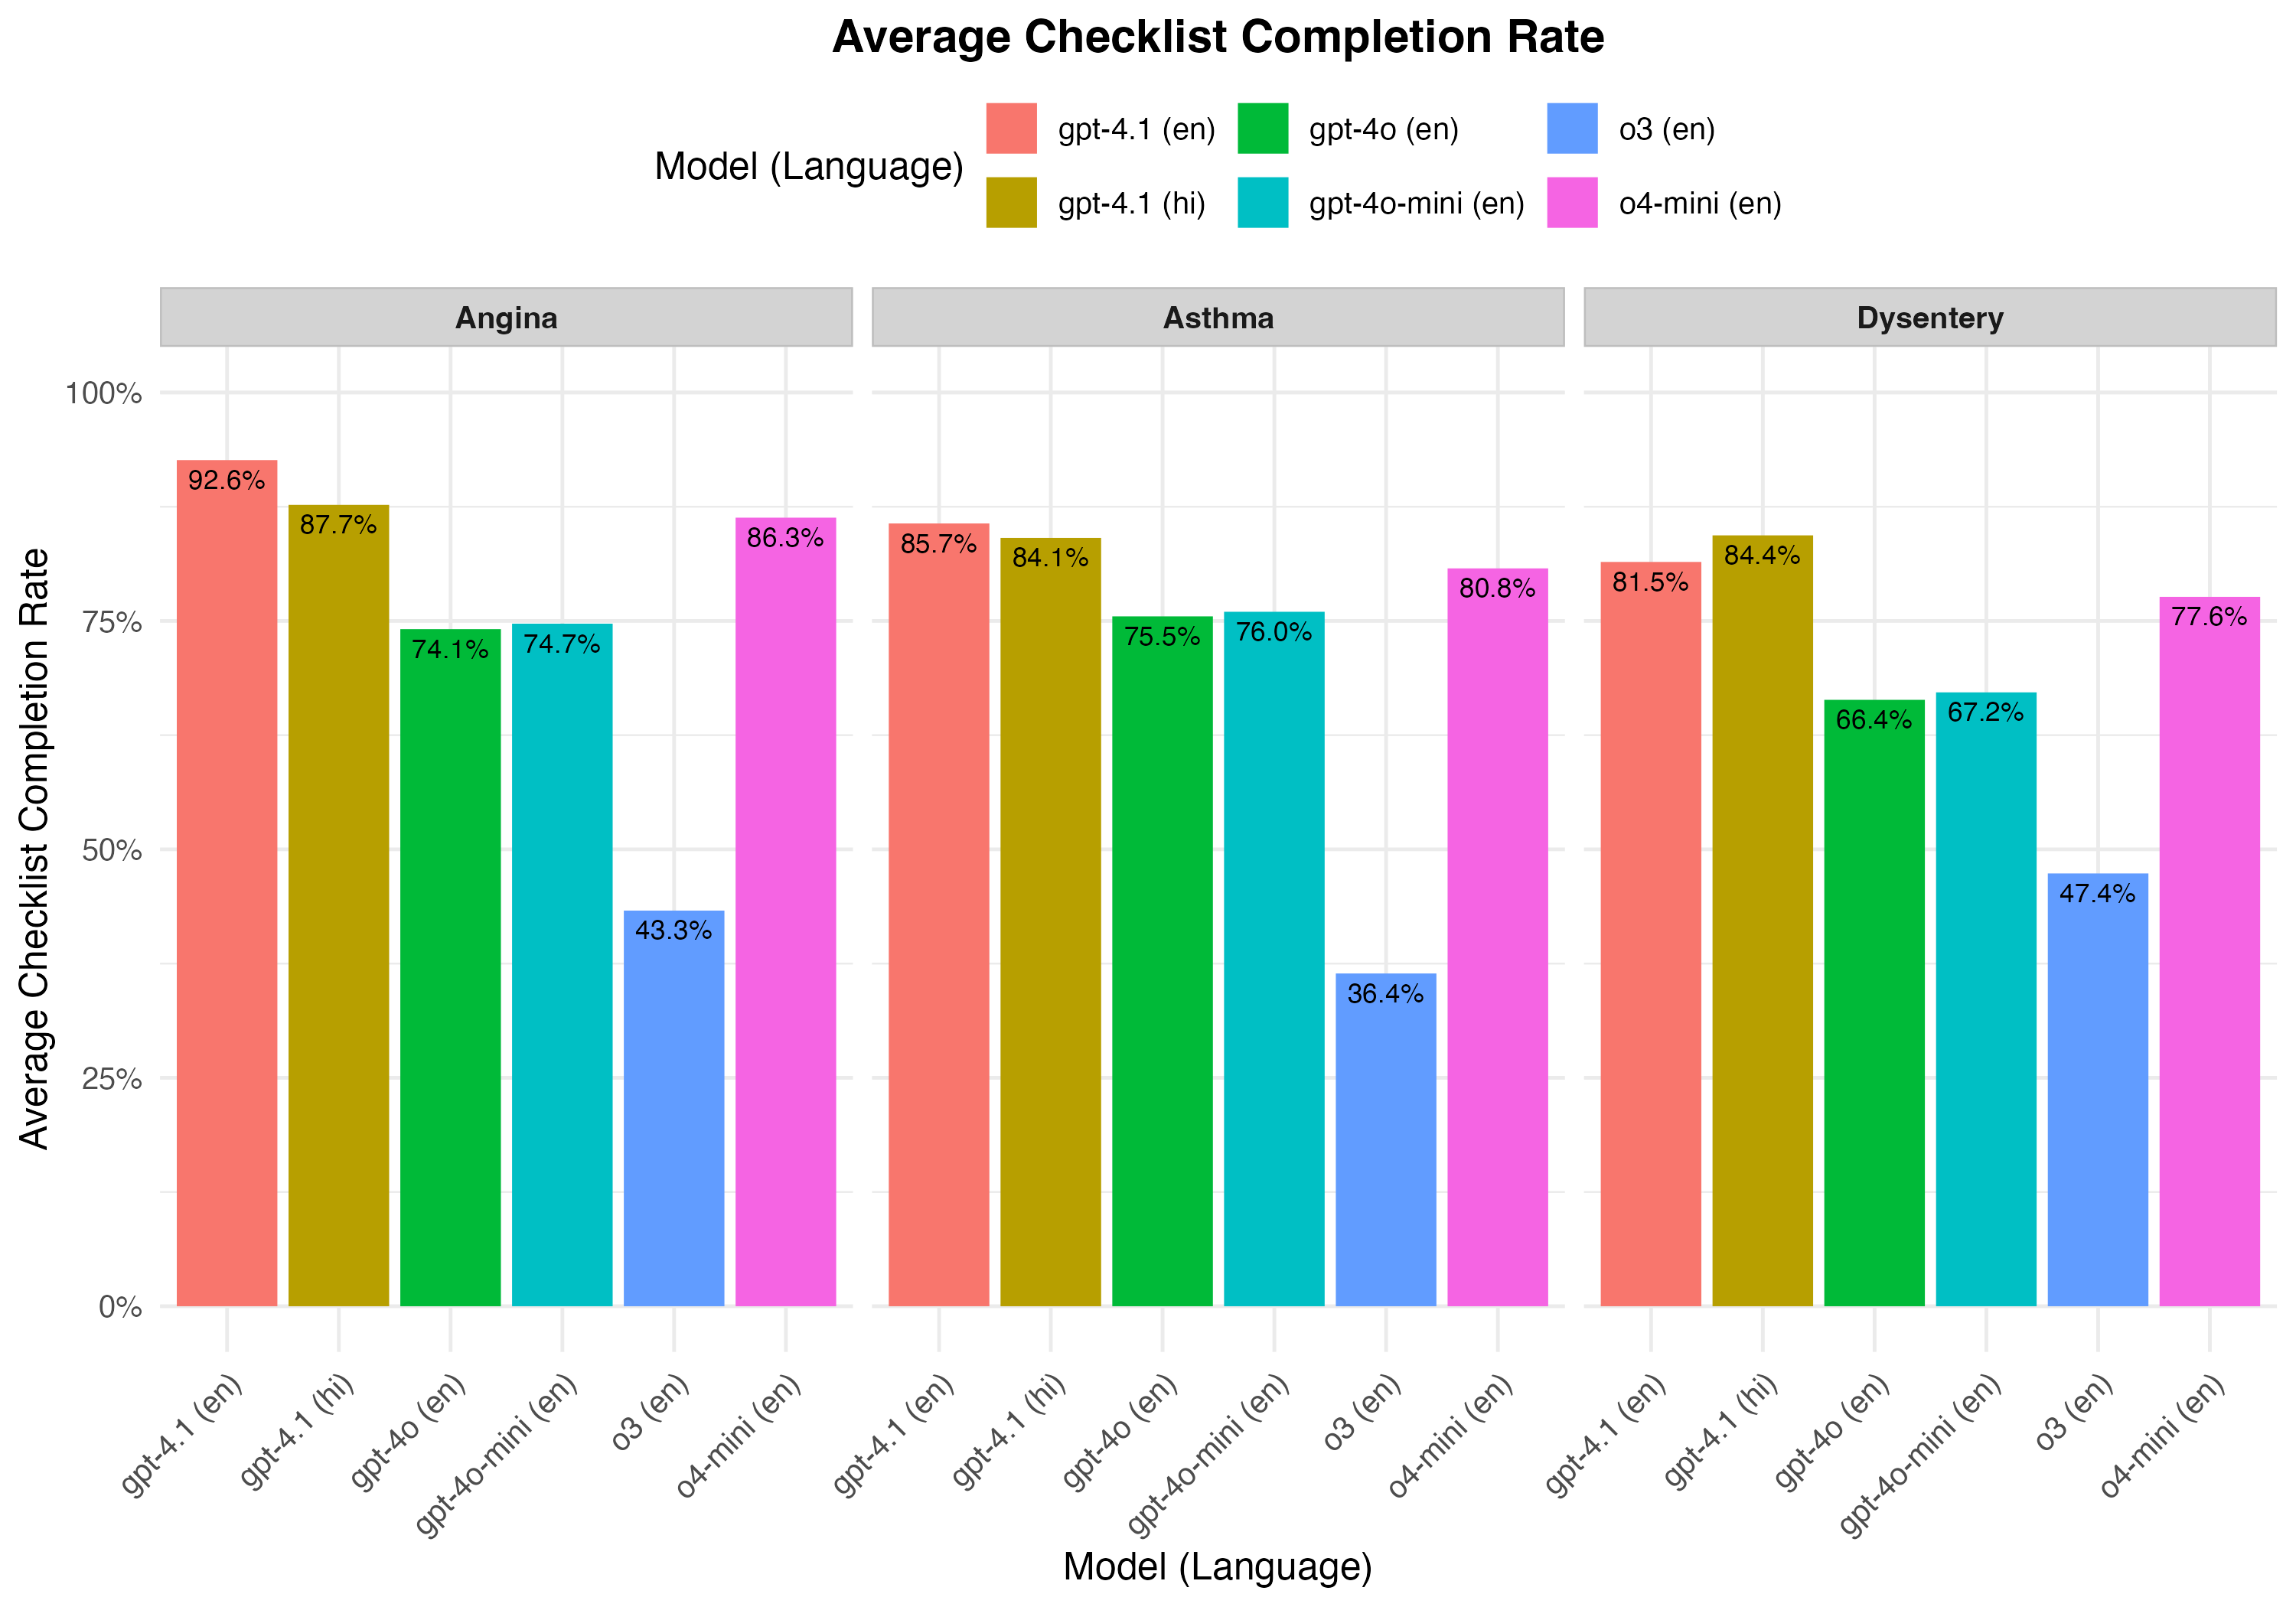 Average Checklist Completion Rate
Model (Language)
gpt-4.1 (en)
gpt-4o (en)
o3 (en)
gpt-4.1 (hi)
gpt-4o-mini (en)
o4-mini (en)
Angina
Asthma
Dysentery
Average Checklist Completion Rate
100%
75%
50%
25%
0%
92.6%
87.7%
74.1%
74.7%
43.3%
86.3%
85.7%
84.1%
75.5%
76.0%
36.4%
80.8%
81.5%
84.4%
66.4%
67.2%
47.4%
77.6%
gpt-4.1 (en)
gpt-4.1 (hi)
gpt-4o (en)
gpt-4o-mini (en)
o3 (en)
o4-mini (en)
gpt-4.1 (en)
gpt-4.1 (hi)
gpt-4o (en)
gpt-4o-mini (en)
o3 (en)
o4-mini (en)
gpt-4.1 (en)
gpt-4.1 (hi)
gpt-4o (en)
gpt-4o-mini (en)
o3 (en)
o4-mini (en)
Model (Language)